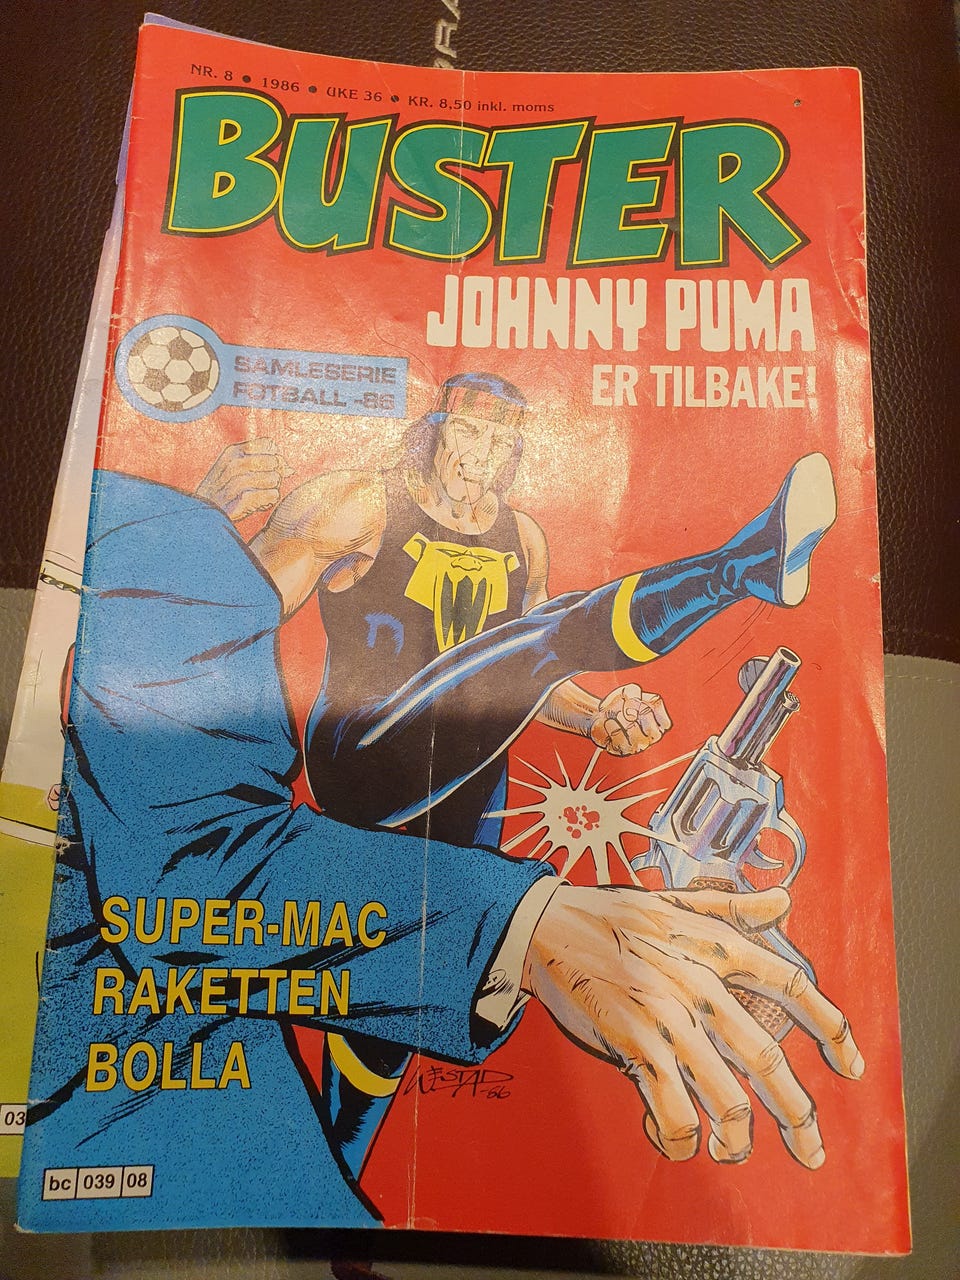 NR. 8 • 1986 • UKE 36 • KR. 8,50 inkl. moms
BUSTER
JOHNNY PUMA
ER TILBAKE!
SAMLESERIE
FOTBALL -86
SUPER-MAC
RAKETTEN
BOLLA
WESTAD
-86
bc 039 08
03